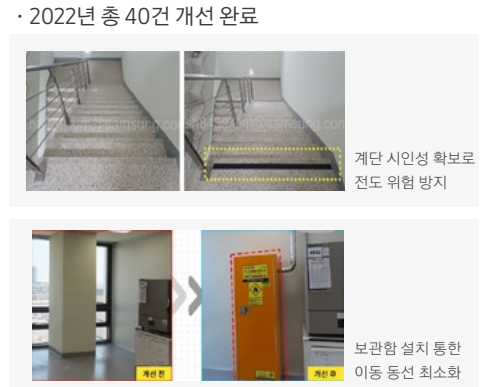 · 2022년 총 40건 개선 완료
계단 시인성 확보로
전도 위험 방지
개선 전
개선 후
보관함 설치 통한
이동 동선 최소화